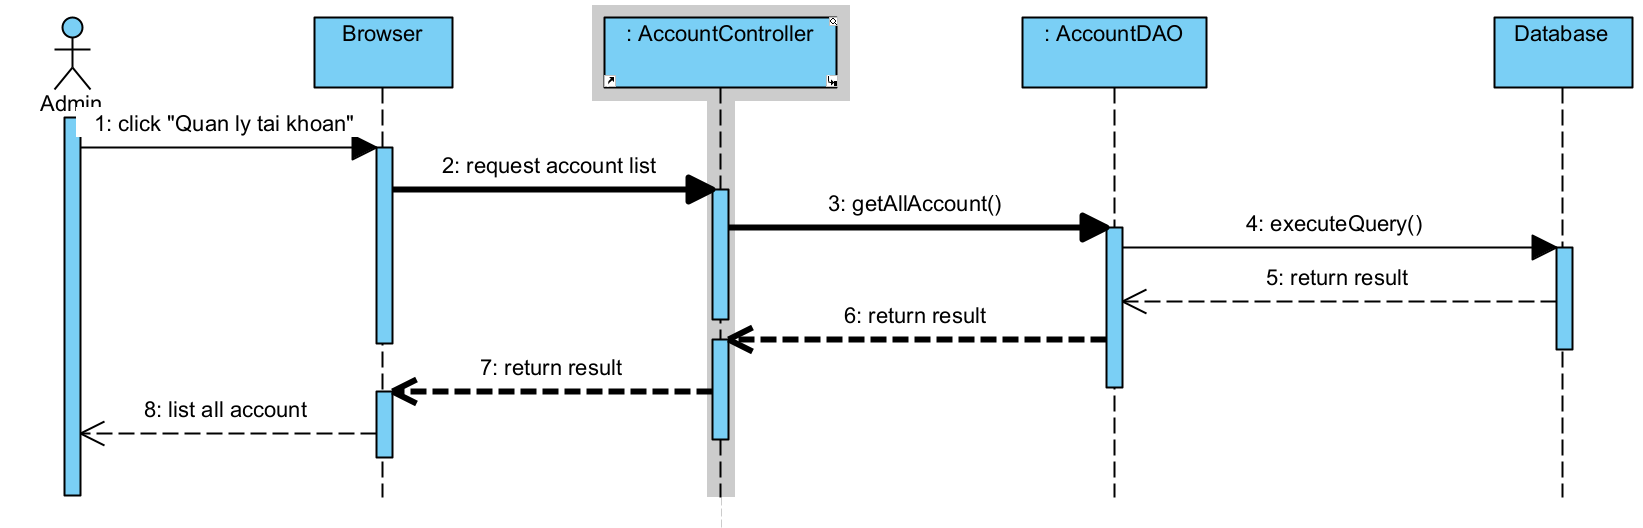 Browser
: AccountController
: AccountDAO
Database
Admin
1: click "Quan ly tai khoan"
2: request account list
3: getAllAccount()
4: executeQuery()
5: return result
6: return result
7: return result
8: list all account